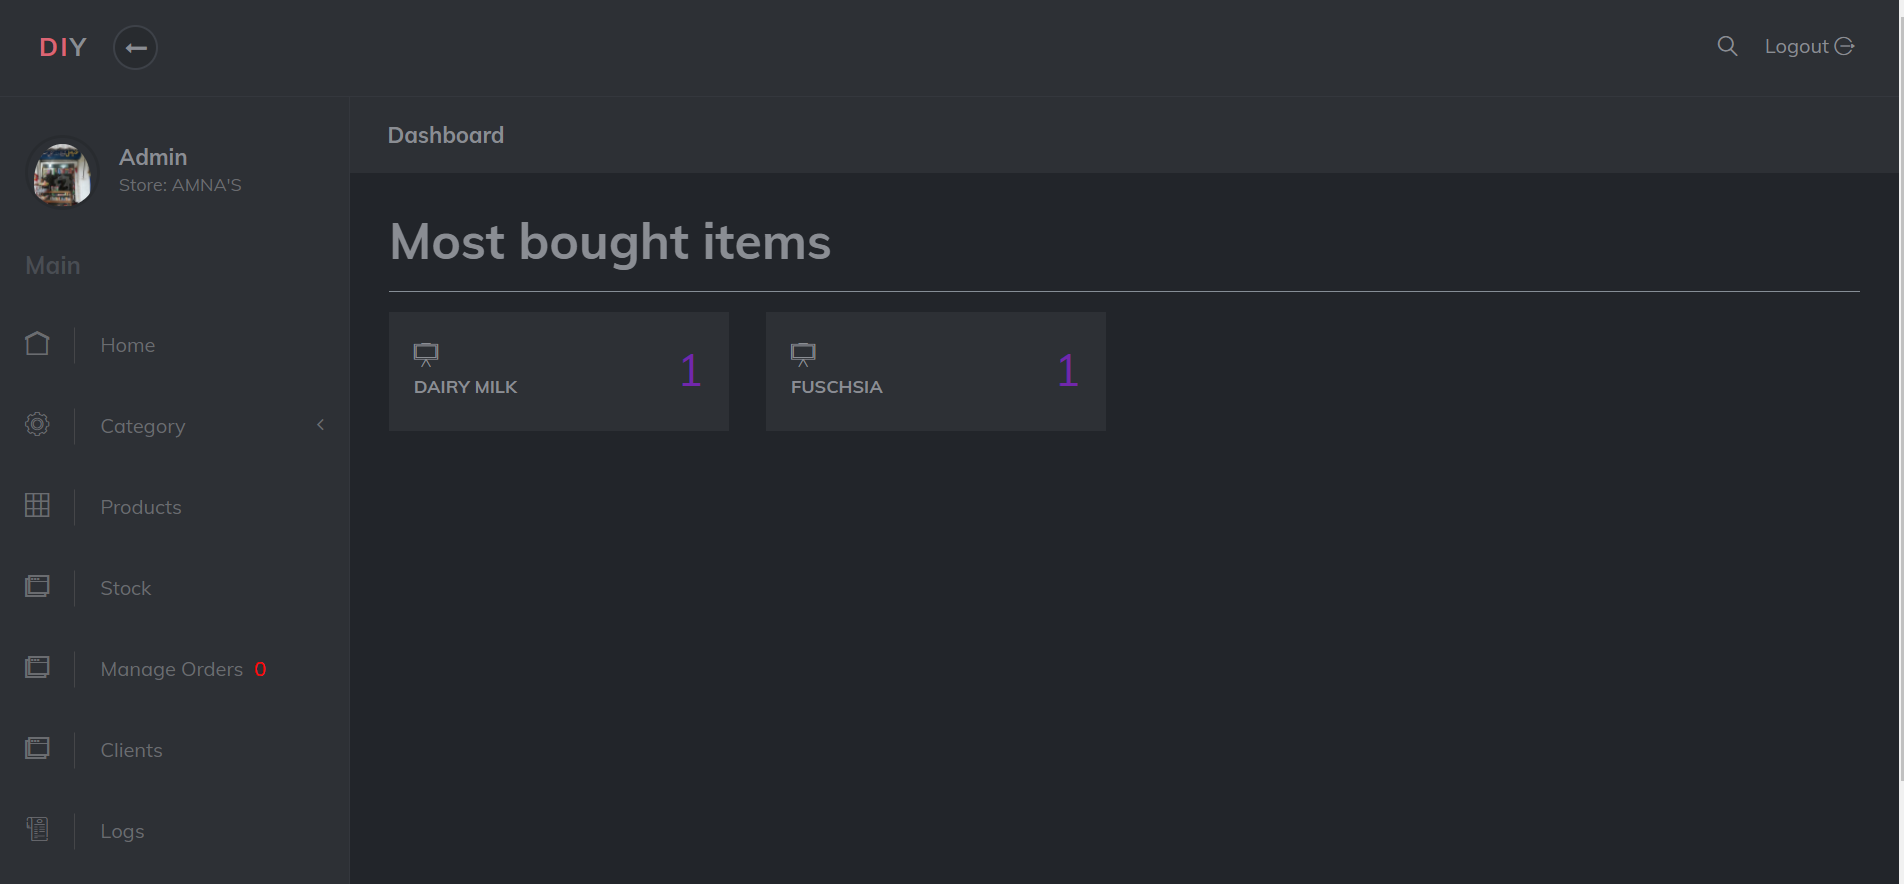 DIY
Logout
Admin
Store: AMNA'S
Dashboard
Main
Most bought items
Home
DAIRY MILK
1
FUSCHSIA
1
Category
Products
Stock
Manage Orders 0
Clients
Logs